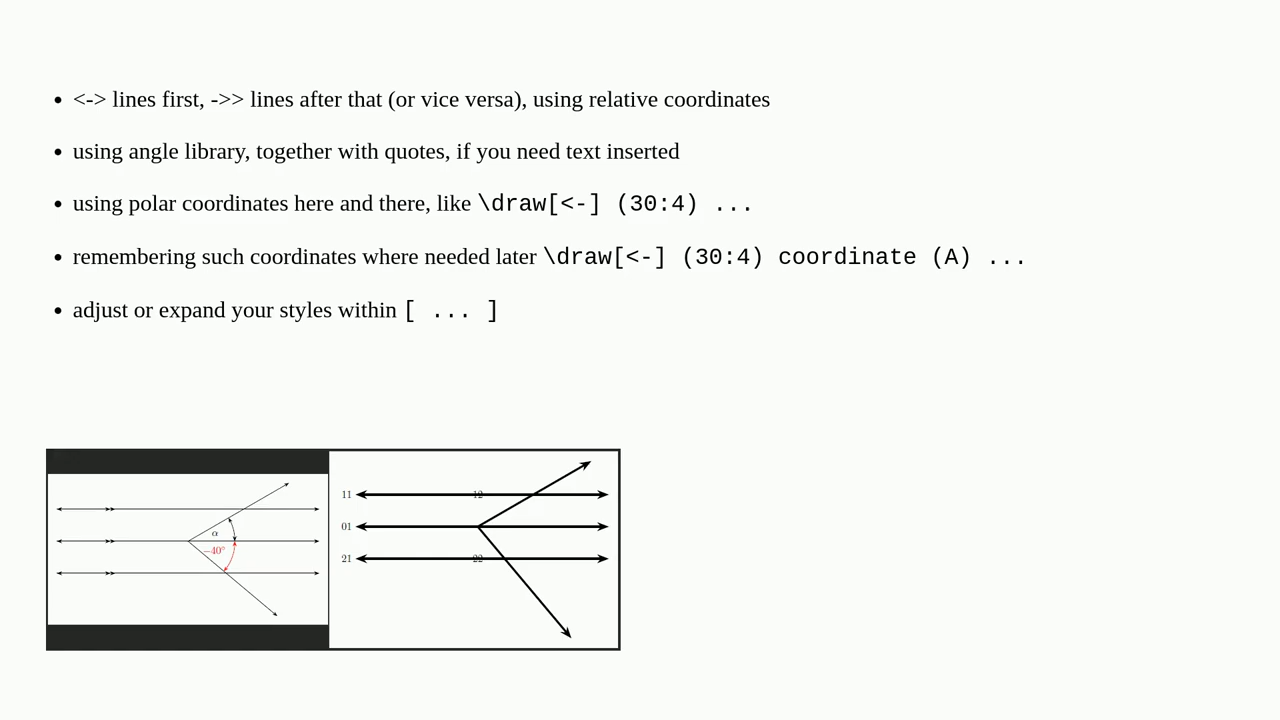 • <-> lines first, ->> lines after that (or vice versa), using relative coordinates
• using angle library, together with quotes, if you need text inserted
• using polar coordinates here and there, like \draw[<-] (30:4) ...
• remembering such coordinates where needed later \draw[<-] (30:4) coordinate (A) ...
• adjust or expand your styles within [ ... ]
α
−40°
11 12
01
21 22